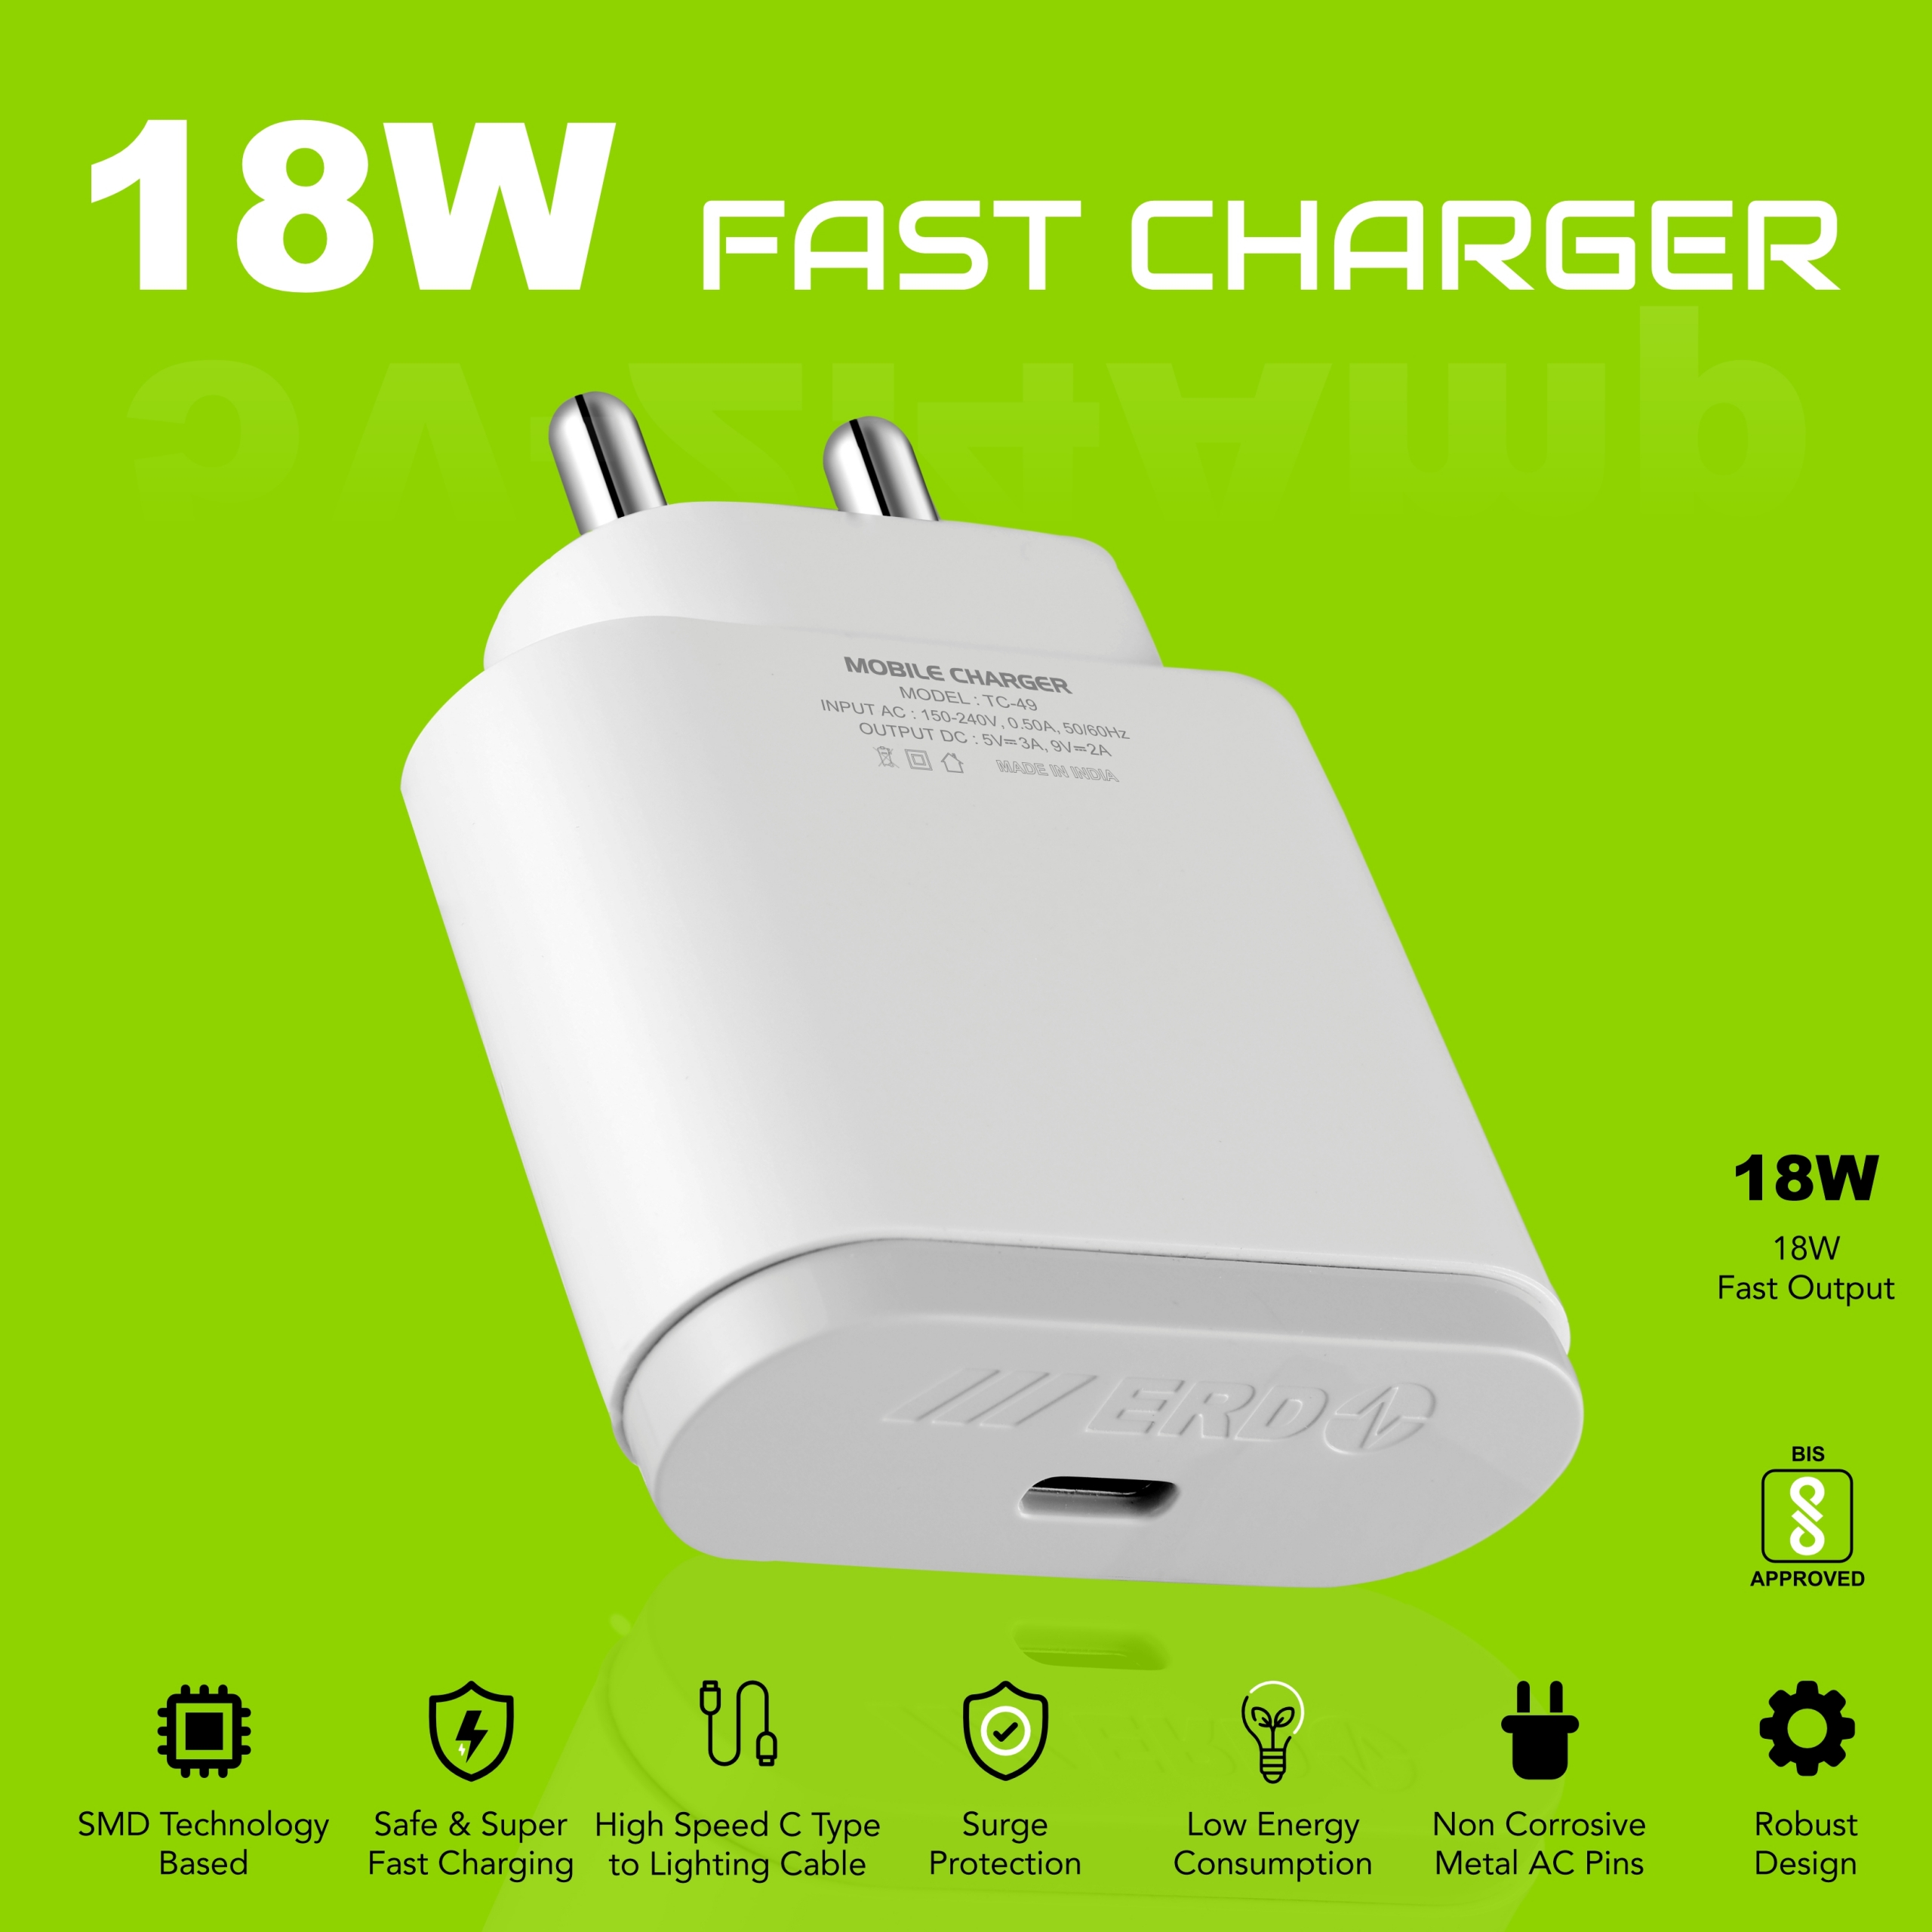 18W FAST CHARGER
MOBILE CHARGER
MODEL : TC-49
INPUT AC : 150-240V, 0.50A, 50/60Hz
OUTPUT DC : 5V=3A, 9V=2A
MADE IN INDIA
18W
18W
Fast Output
ERD
BIS
APPROVED
SMD Technology
Based
Safe & Super
Fast Charging
High Speed C Type
to Lighting Cable
Surge
Protection
Low Energy
Consumption
Non Corrosive
Metal AC Pins
Robust
Design